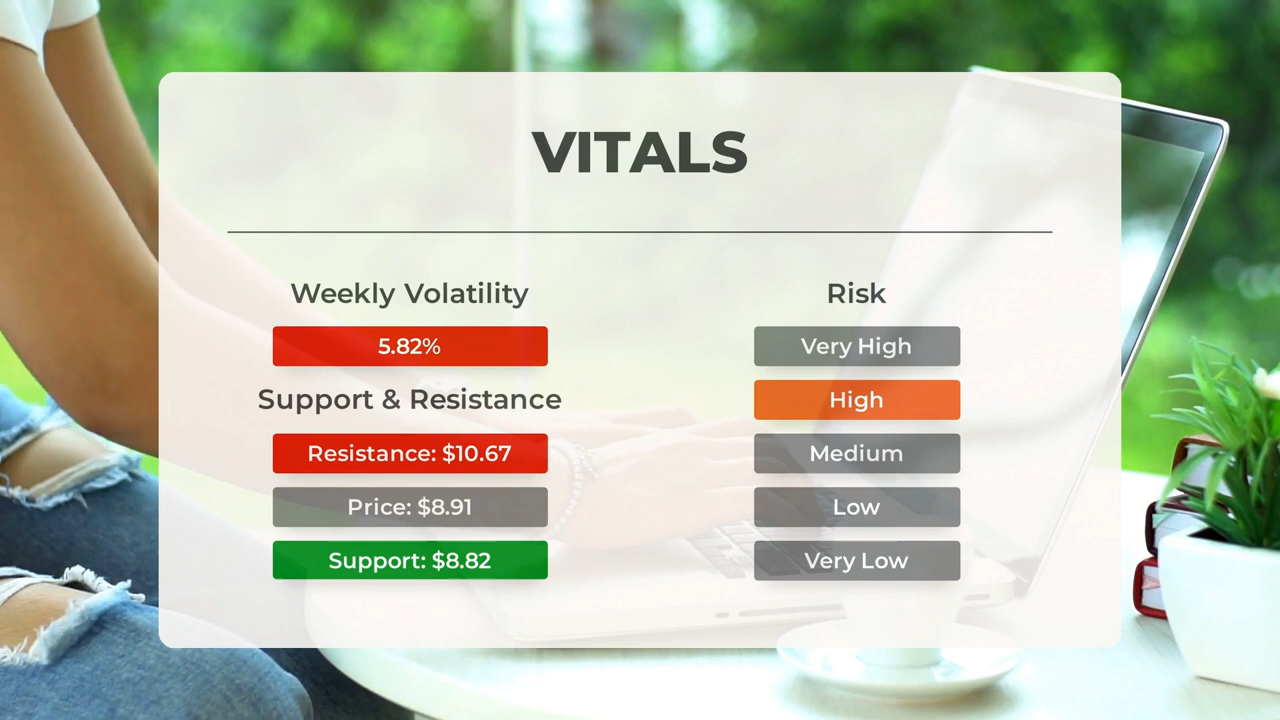 VITALS
Weekly Volatility
5.82%
Support & Resistance
Resistance: $10.67
Price: $8.91
Support: $8.82
Risk
Very High
High
Medium
Low
Very Low